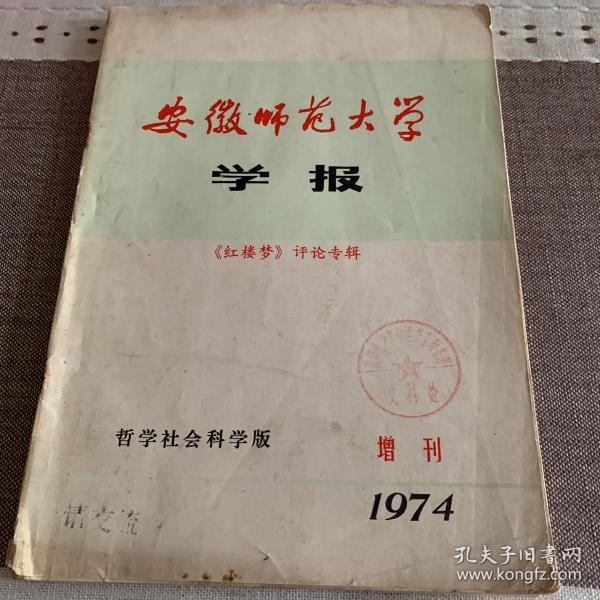 安徽师范大学
学报
《红楼梦》评论专辑
文科处
哲学社会科学版
增刊
1974
请交流
孔夫子旧书网
www.kongfz.com